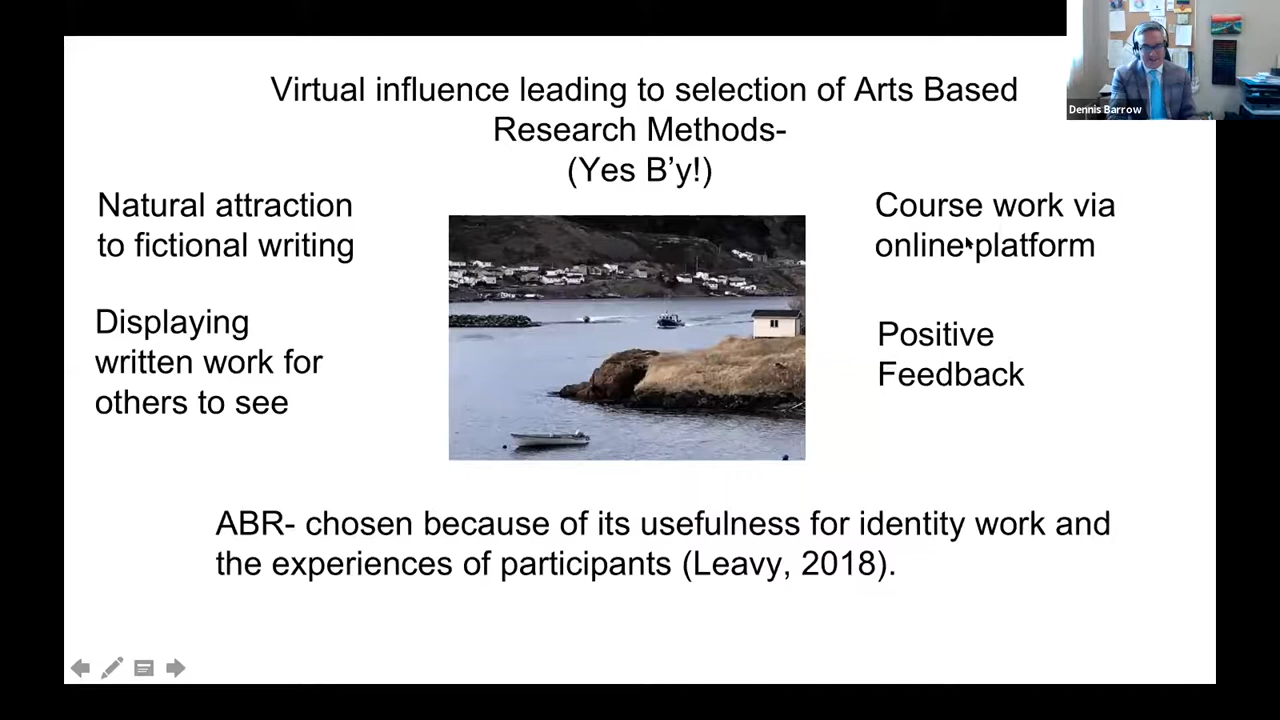 Virtual influence leading to selection of Arts Based
Research Methods-
(Yes B’y!)
Natural attraction
to fictional writing
Displaying
written work for
others to see
Course work via
online platform
Positive
Feedback
ABR- chosen because of its usefulness for identity work and
the experiences of participants (Leavy, 2018).
Dennis Barrow